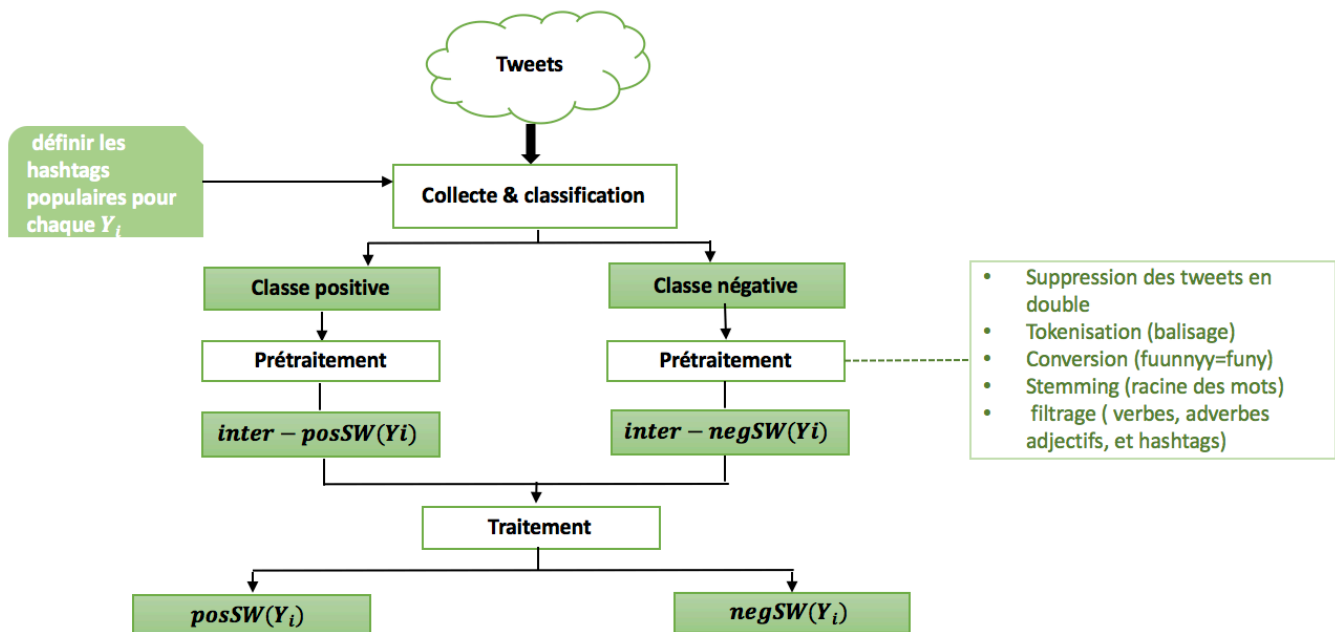 Tweets
définir les
hashtags
populaires pour
chaque Y_i
Collecte & classification
Classe positive
Classe négative
Prétraitement
Prétraitement
• Suppression des tweets en
double
• Tokenisation (balisage)
• Conversion (fuunnyy=funy)
• Stemming (racine des mots)
• filtrage ( verbes, adverbes
adjectifs, et hashtags)
inter − posSW(Yi)
inter − negSW(Yi)
Traitement
posSW(Y_i)
negSW(Y_i)